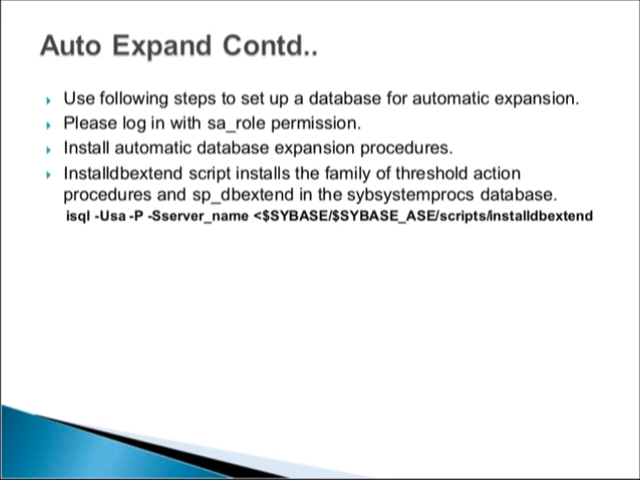 Auto Expand Contd..
Use following steps to set up a database for automatic expansion.
Please log in with sa_role permission.
Install automatic database expansion procedures.
Installdbextend script installs the family of threshold action
procedures and sp_dbextend in the sybsystemprocs database.
isql -Usa -P -Sserver_name <$SYBASE/$SYBASE_ASE/scripts/installdbextend